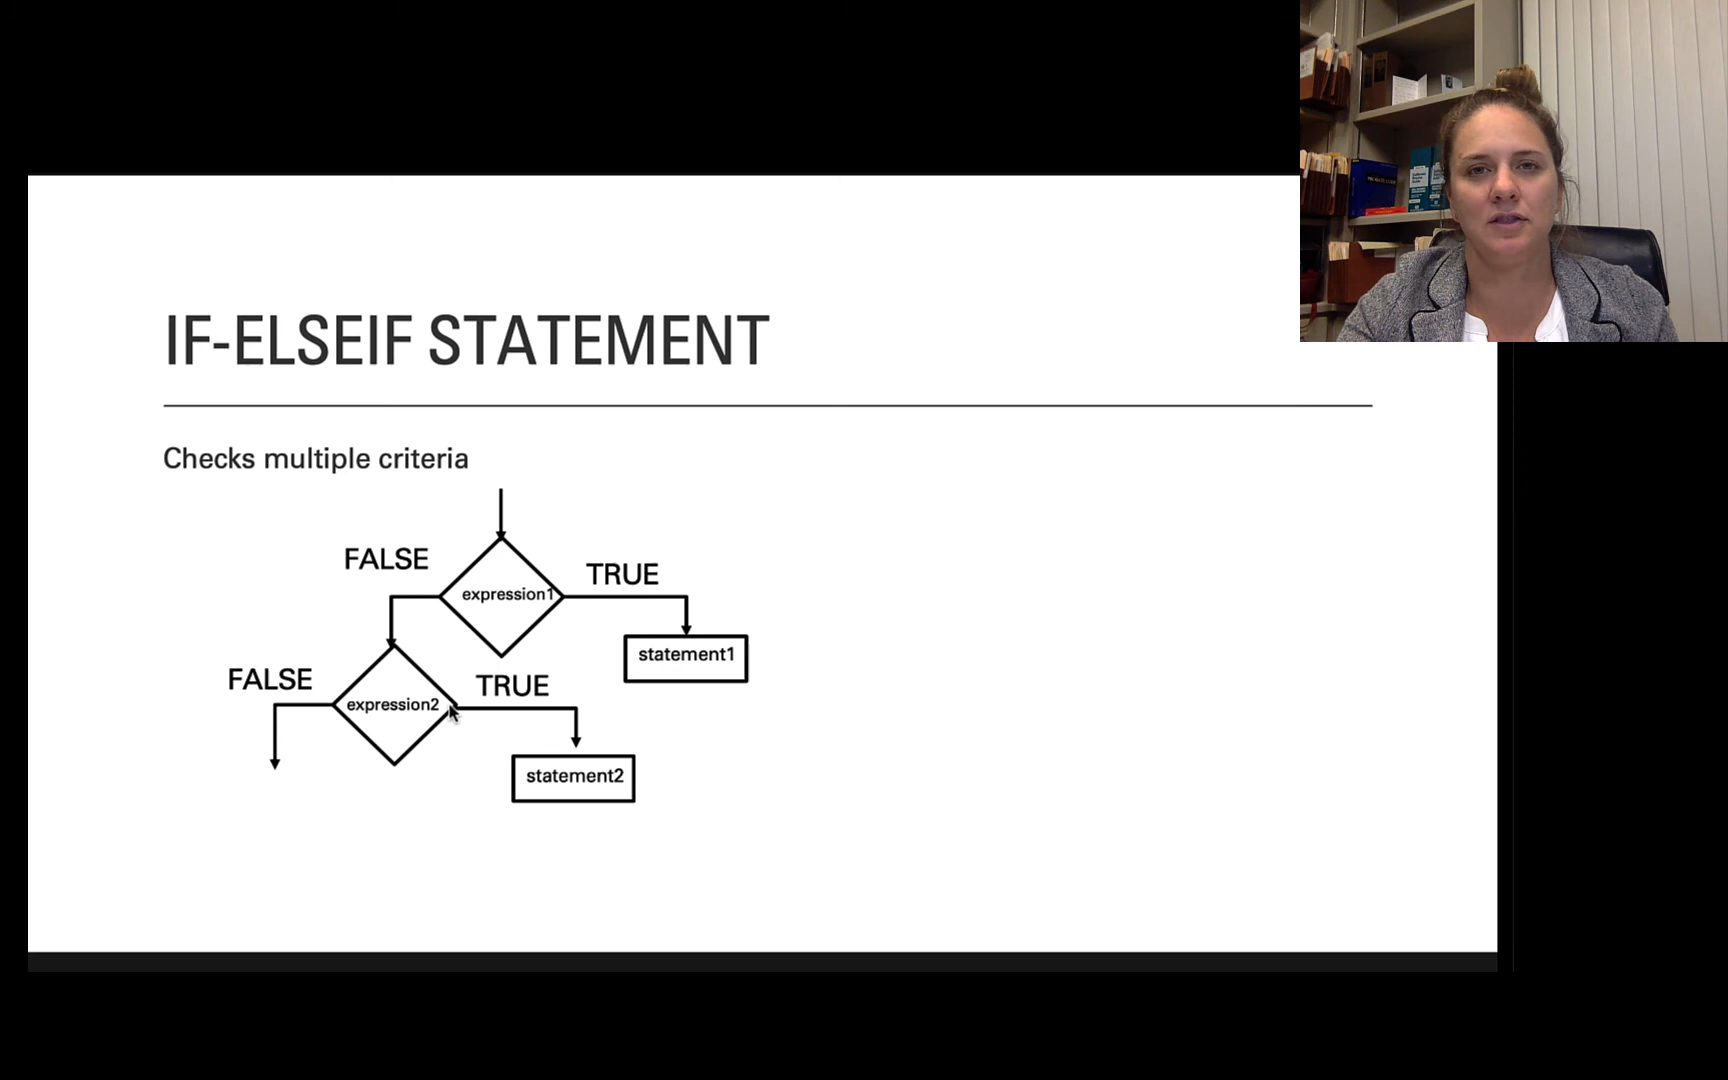 IF-ELSEIF STATEMENT
Checks multiple criteria
FALSE
TRUE
expression1
statement1
FALSE
TRUE
expression2
statement2